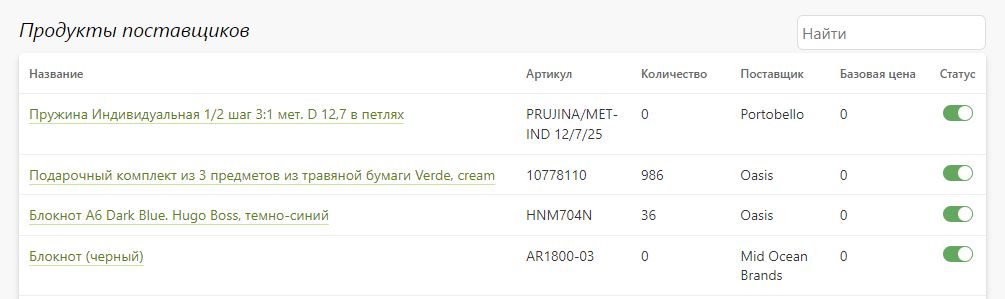 Продукты поставщиков
Найти
Название Артикул Количество Поставщик Базовая цена Статус
Пружина Индивидуальная 1/2 шаг 3:1 мет. D 12,7 в петлях PRUJINA/MET- 0 Portobello 0
IND 12/7/25
Подарочный комплект из 3 предметов из травяной бумаги Verde, cream 10778110 986 Oasis 0
Блокнот А6 Dark Blue. Hugo Boss, темно-синий HNM704N 36 Oasis 0
Блокнот (черный) AR1800-03 0 Mid Ocean 0
Brands